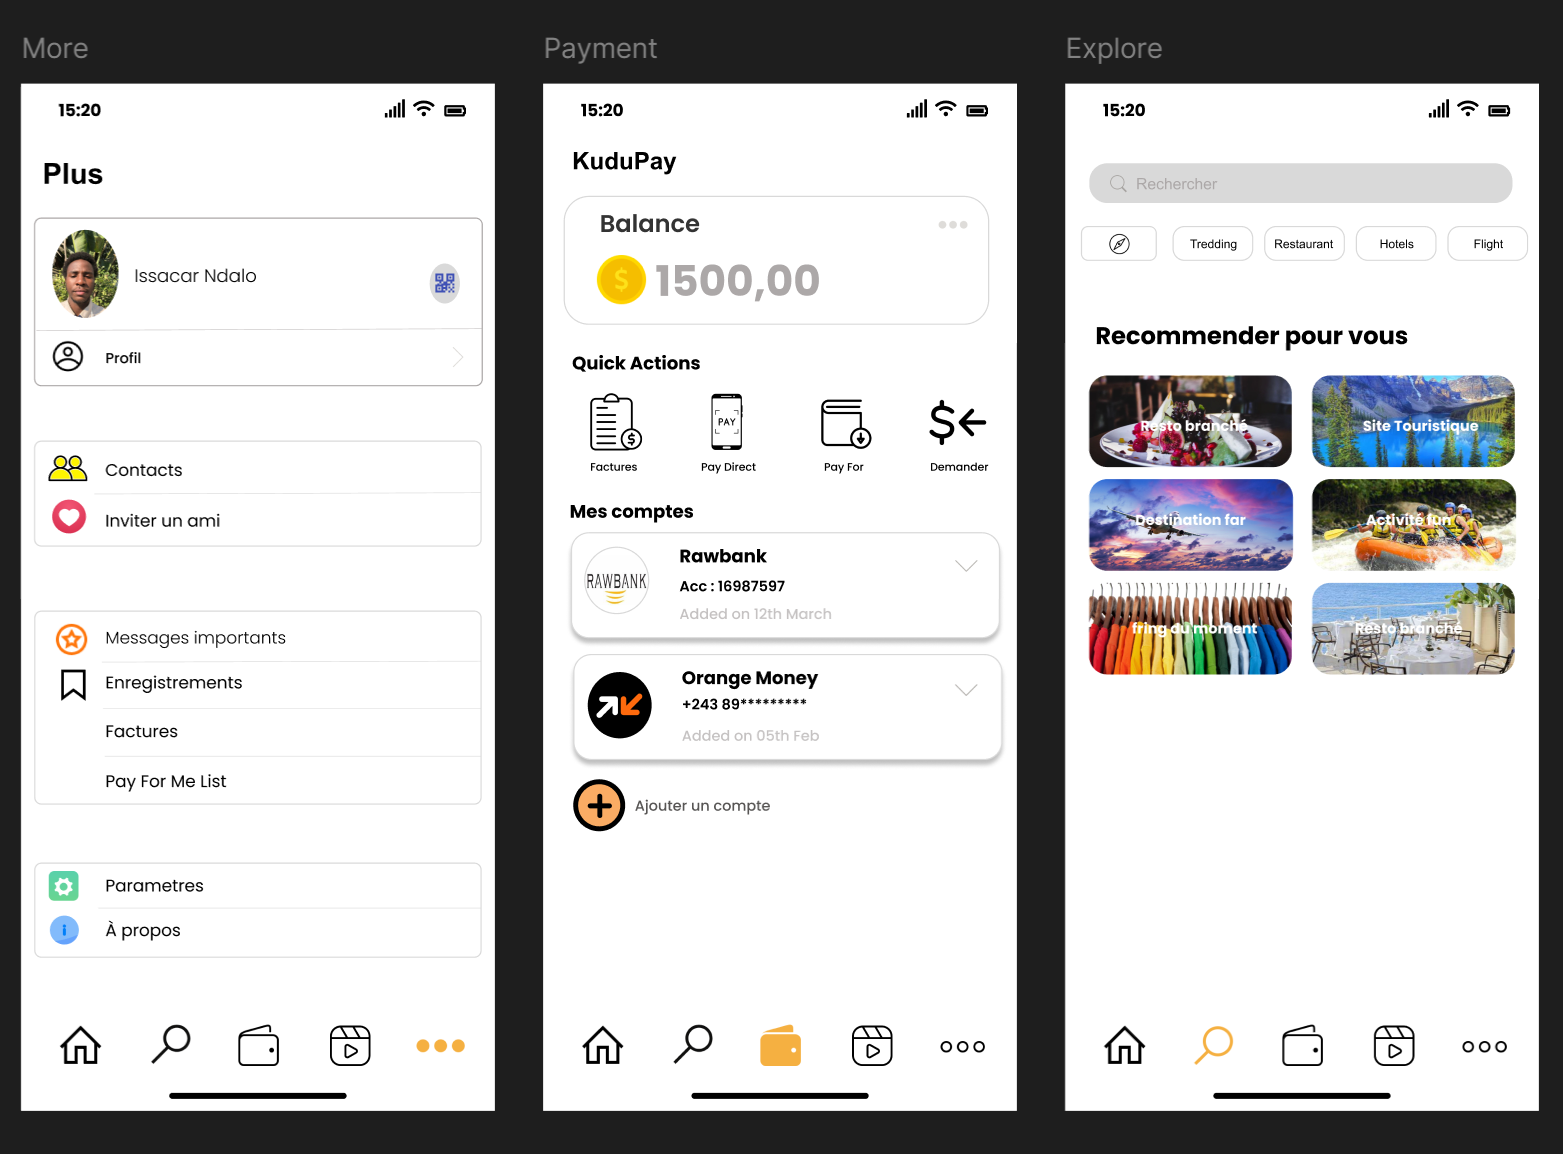 More
15:20
Plus
Issacar Ndalo
Profil
Contacts
Inviter un ami
Messages importants
Enregistrements
Factures
Pay For Me List
Parametres
À propos
Payment
15:20
KuduPay
Balance
$ 1500,00
Quick Actions
$
PAY
$
Factures
Pay Direct
Pay For
Demander
Mes comptes
RAWBANK
Rawbank
Acc : 16987597
Added on 12th March
Orange Money
+243 89*********
Added on 05th Feb
Ajouter un compte
Explore
15:20
Rechercher
Tredding
Restaurant
Hotels
Flight
Recommender pour vous
Resto branché
Site Touristique
Destination far
Activité fun
fring du moment
Resto branché